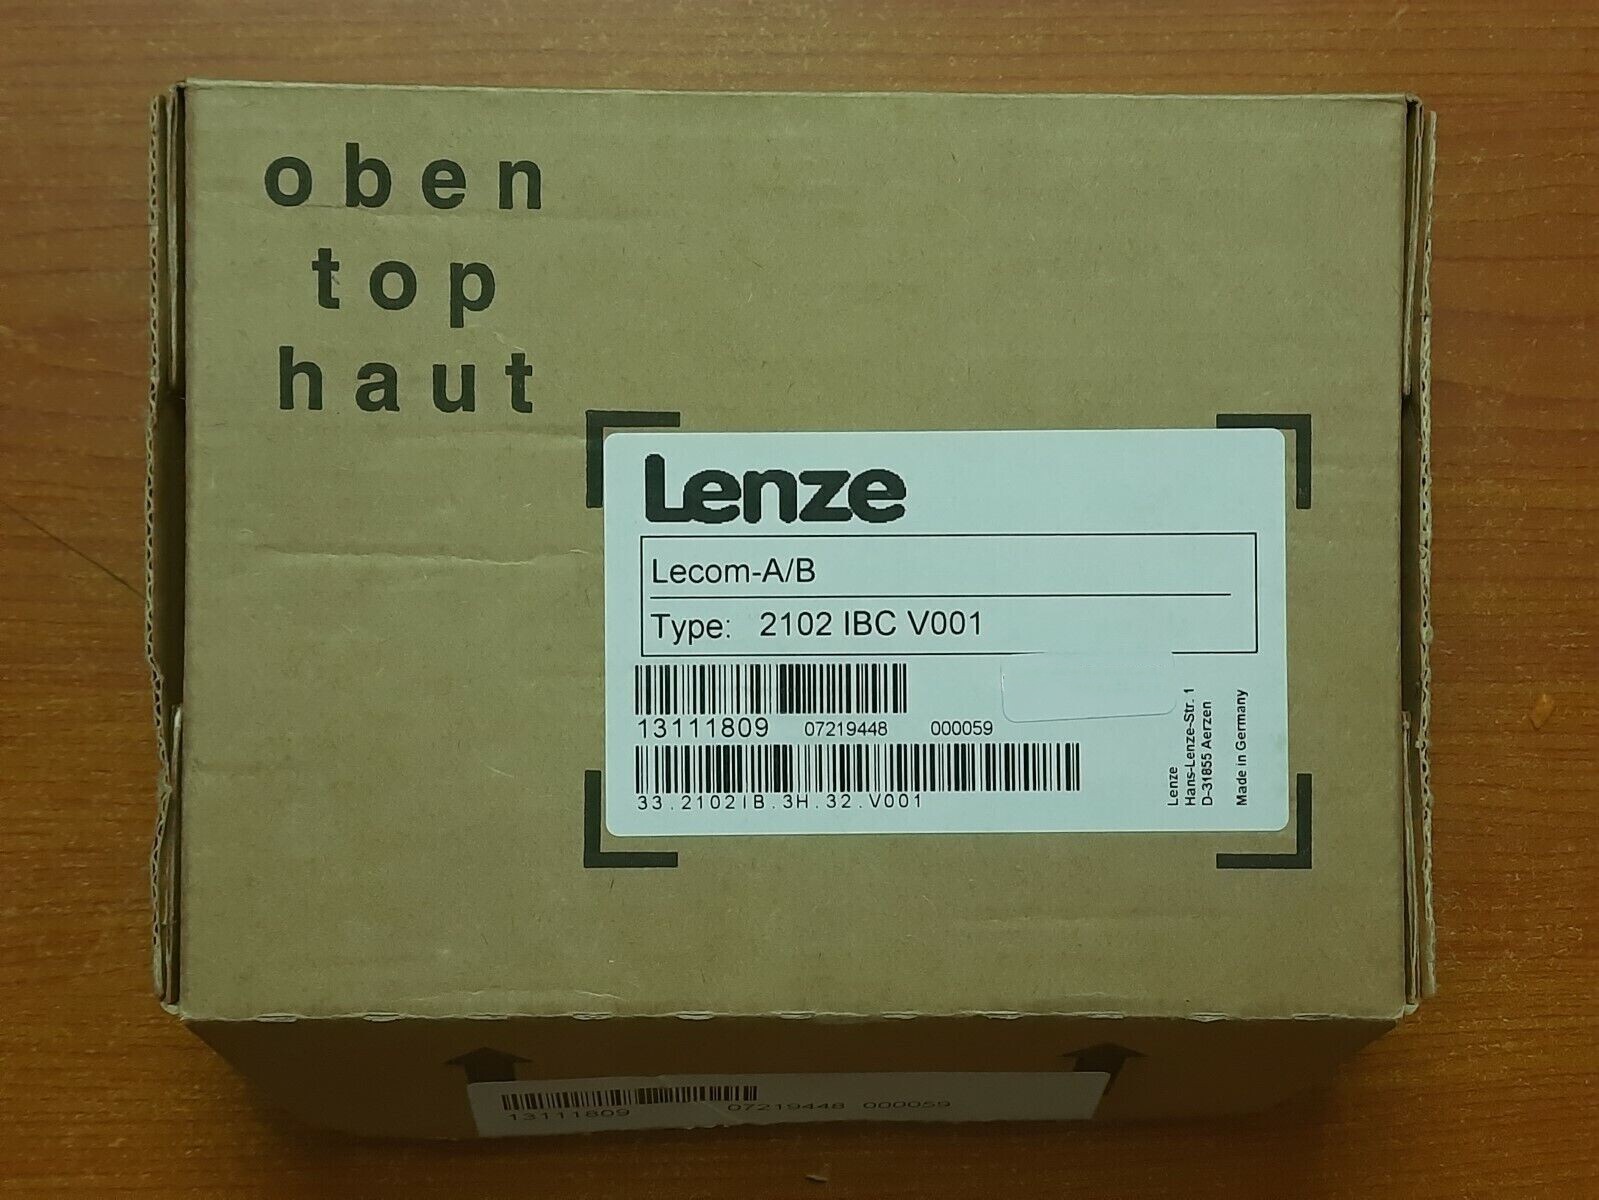 oben
top
haut
Lenze
Lecom-A/B
Type: 2102 IBC V001
13111809 07219448 000059
33.2102IB.3H.32.V001
Lenze
Hans-Lenze-Str. 1
D-31855 Aerzen
Made in Germany
13111809 07219448 000059